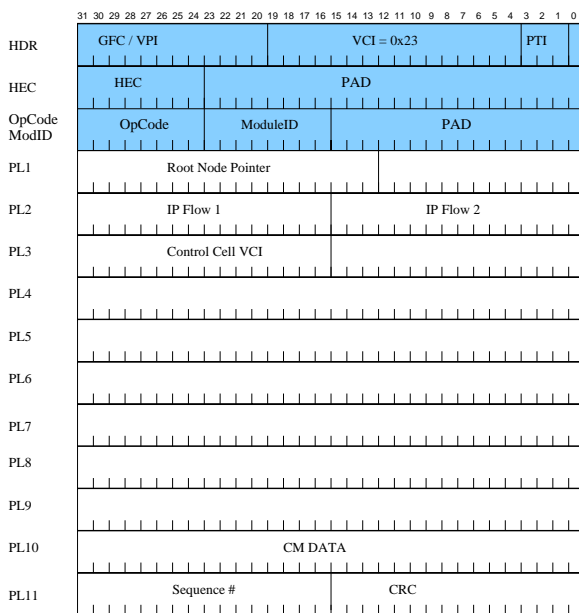 31 30 29 28 27 26 25 24 23 22 21 20 19 18 17 16 15 14 13 12 11 10 9 8 7 6 5 4 3 2 1 0
HDR GFC / VPI VCI = 0x23 PTI
HEC HEC PAD
OpCode ModID OpCode ModuleID PAD
PL1 Root Node Pointer
PL2 IP Flow 1 IP Flow 2
PL3 Control Cell VCI
PL4
PL5
PL6
PL7
PL8
PL9
PL10 CM DATA
PL11 Sequence # CRC